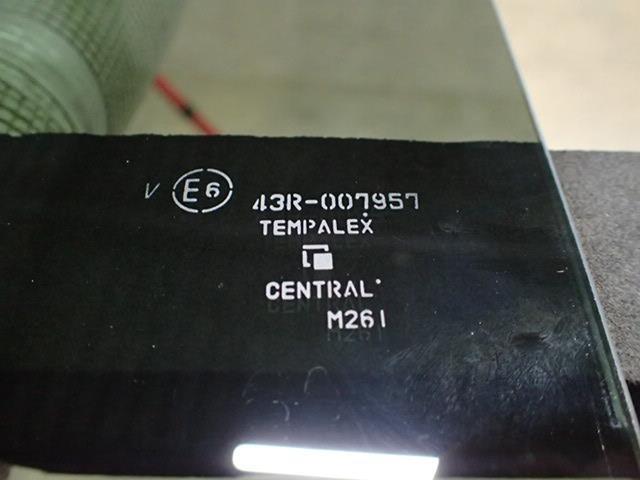 V E6 43R-007957
TEMPALEX
CENTRAL
M261